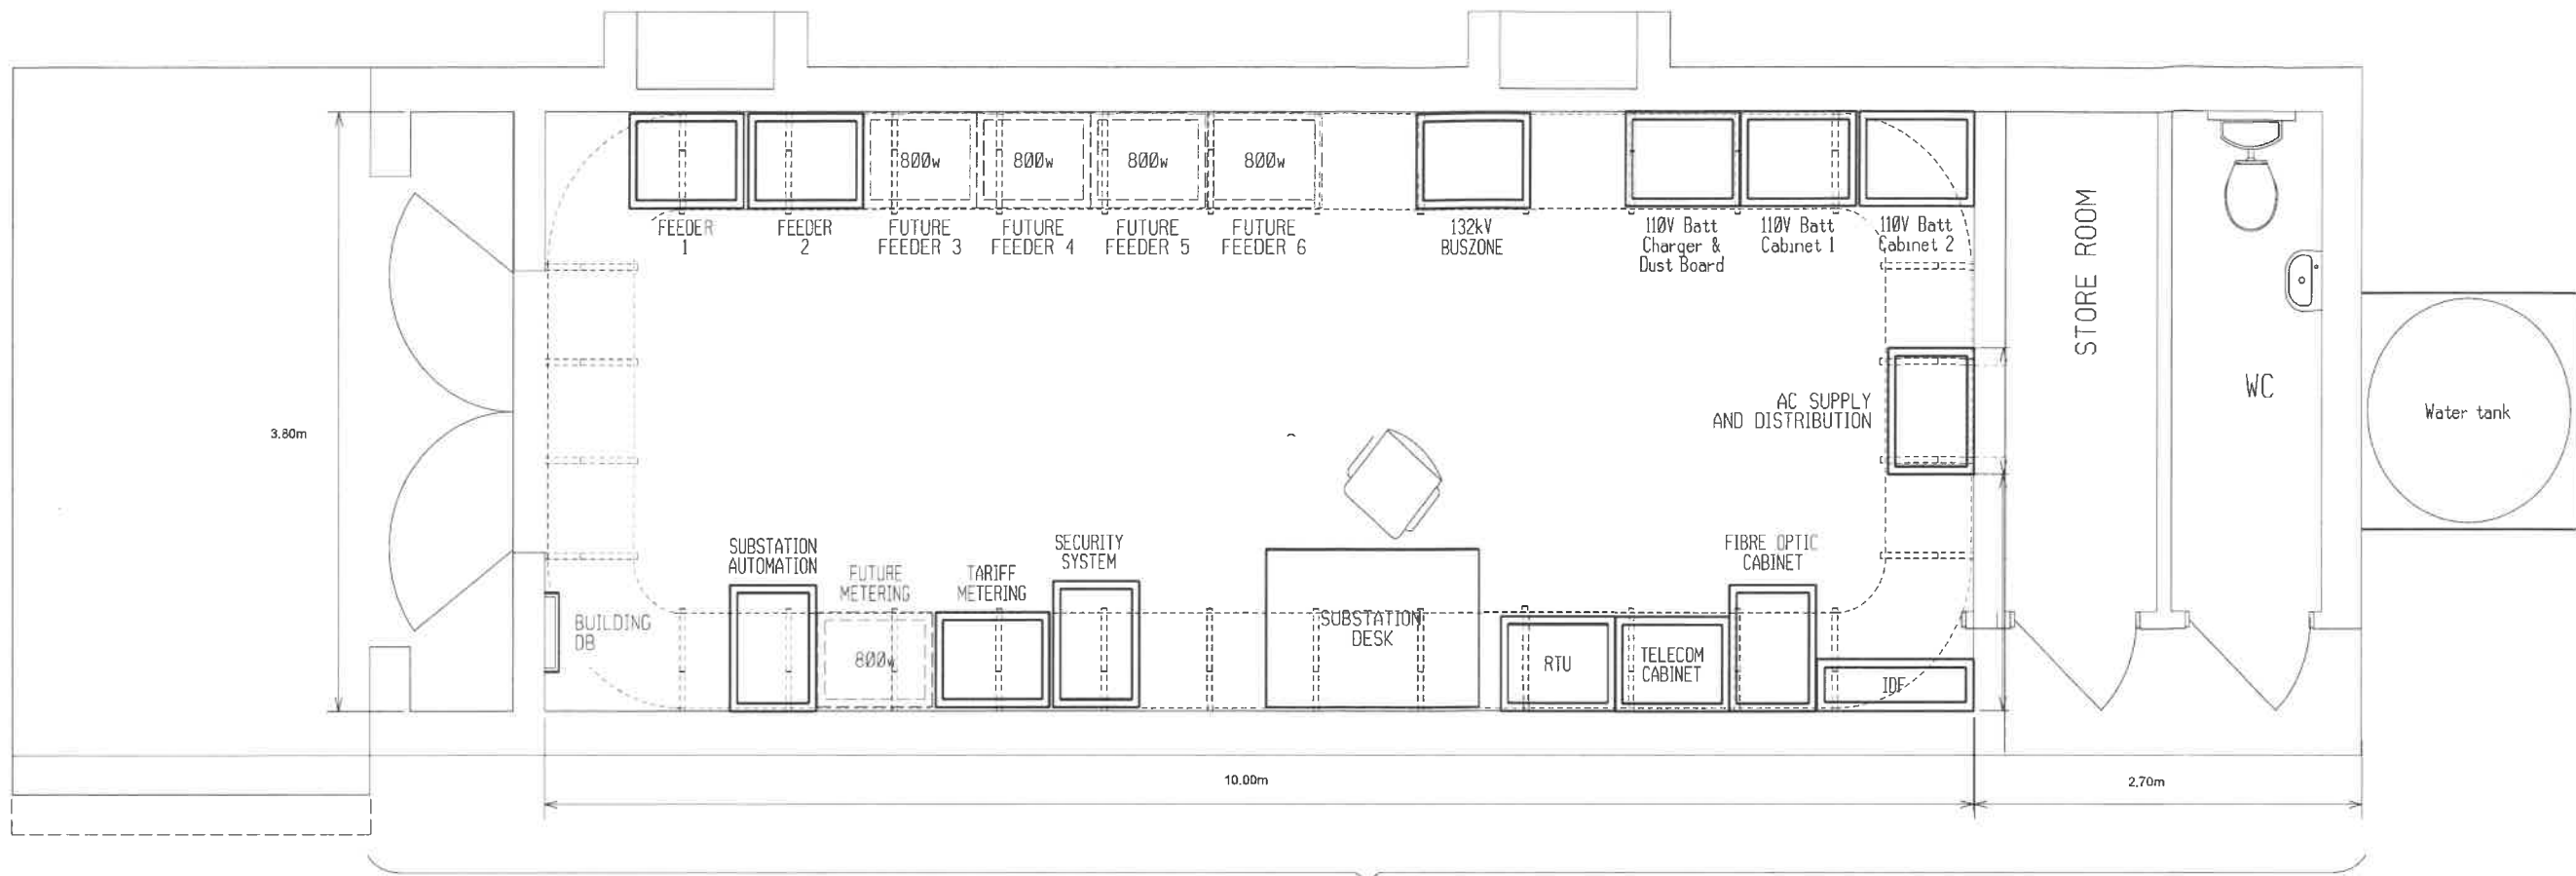 800w
800w
800w
800w
FEEDER
1
FEEDER
2
FUTURE
FEEDER 3
FUTURE
FEEDER 4
FUTURE
FEEDER 5
FUTURE
FEEDER 6
132kV
BUSZONE
110V Batt
Charger &
Dust Board
110V Batt
Cabinet 1
110V Batt
Cabinet 2
STORE ROOM
WC
Water tank
AC SUPPLY
AND DISTRIBUTION
3.80m
SUBSTATION
AUTOMATION
FUTURE
METERING
TARIFF
METERING
SECURITY
SYSTEM
FIBRE OPTIC
CABINET
BUILDING
DB
800w
SUBSTATION
DESK
RTU
TELECOM
CABINET
IDF
10.00m
2.70m